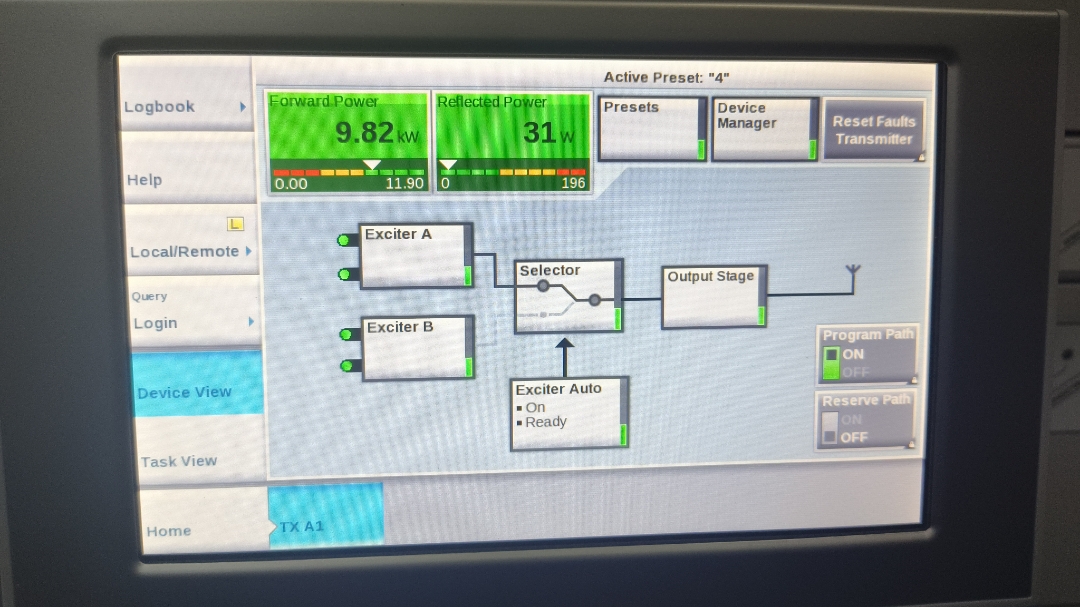 Active Preset: "4"
Logbook
Help
L
Local/Remote
Query
Login
Device View
Task View
Home
Forward Power
9.82 kW
0.00 11.90
Reflected Power
31 W
0 196
Presets
Device
Manager
Reset Faults
Transmitter
Exciter A
Exciter B
Selector
Output Stage
Exciter Auto
On
Ready
Program Path
ON
OFF
Reserve Path
ON
OFF
TX A1